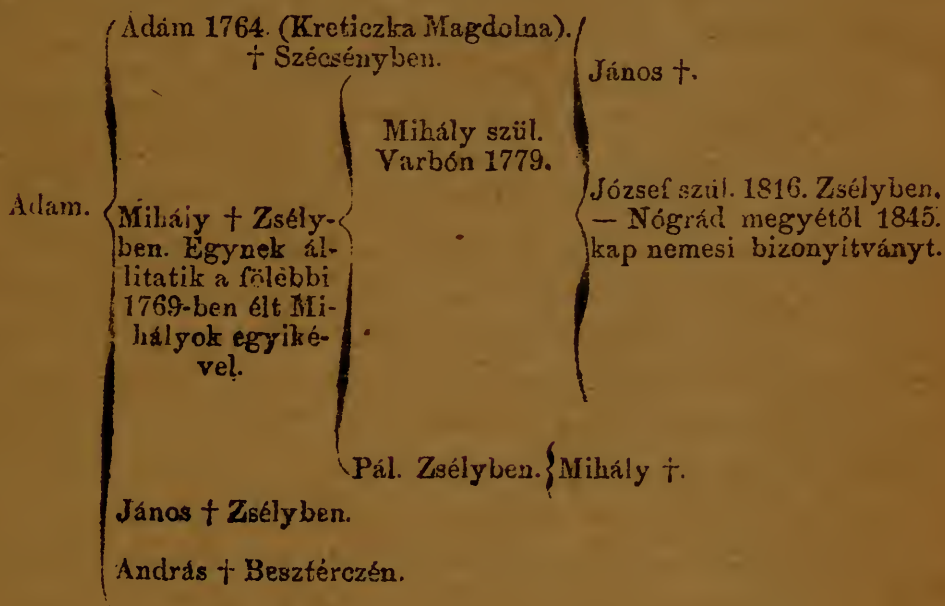 Ádám 1764. (Kreticzka Magdolna).
† Szécsényben.
János †.
Mihály szül.
Varbón 1779.
József szül. 1816. Zsélyben.
— Nógrád megyétől 1845.
kap nemesi bizonyítványt.
Adam.
Mihály † Zsély-
ben. Egynek ál-
litatik a fölebbi
1769-ben élt Mi-
hályok egyiké-
vel.
Pál. Zsélyben.
Mihály †.
János † Zsélyben.
András † Besztérczén.